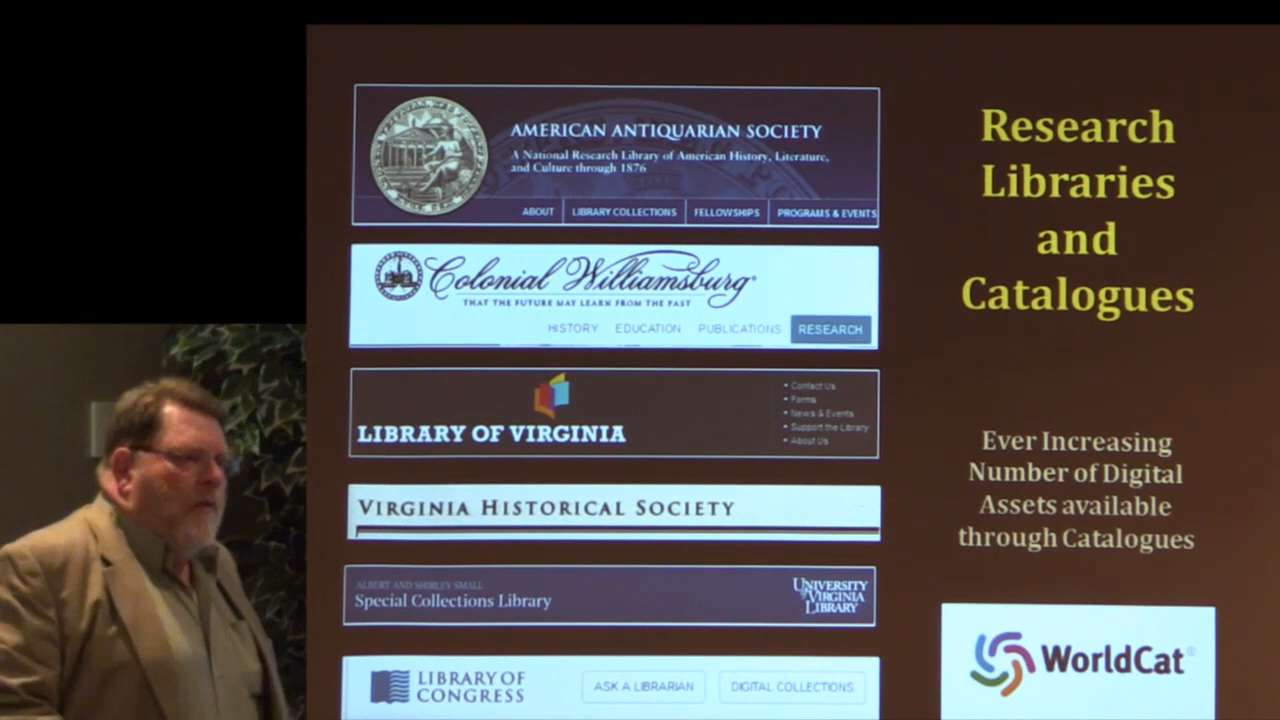 AMERICAN ANTIQUARIAN SOCIETY
A National Research Library of American History, Literature,
and Culture through 1876
ABOUT
LIBRARY COLLECTIONS
FELLOWSHIPS
PROGRAMS & EVENTS
Colonial Williamsburg
THAT THE FUTURE MAY LEARN FROM THE PAST
HISTORY
EDUCATION
PUBLICATIONS
RESEARCH
• Contact Us
• Forms
• News & Events
• Support the Library
• About Us
LIBRARY OF VIRGINIA
VIRGINIA HISTORICAL SOCIETY
ALBERT AND SHIRLEY SMALL
Special Collections Library
UNIVERSITY
of VIRGINIA
LIBRARY
LIBRARY OF
CONGRESS
ASK A LIBRARIAN
DIGITAL COLLECTIONS
Research
Libraries
and
Catalogues
Ever Increasing
Number of Digital
Assets available
through Catalogues
WorldCat®